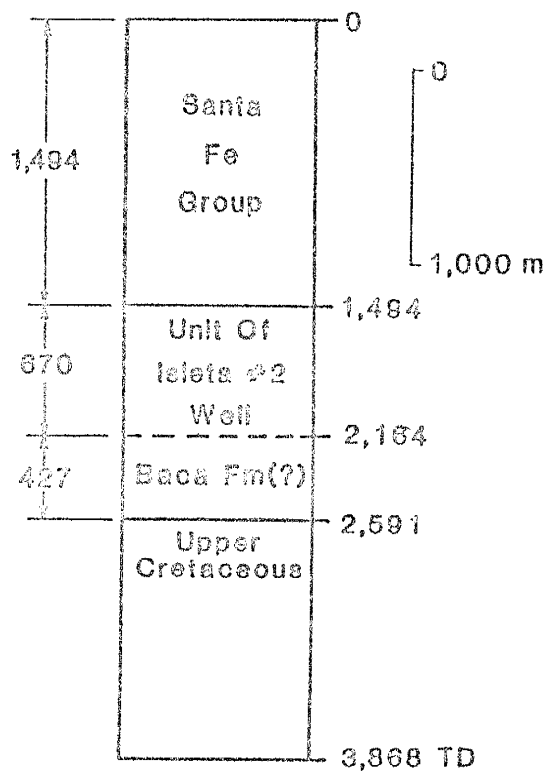 0
Santa
Fe
Group
1,494
0
1,000 m
1,494
Unit Of
Isleta #2
Well
670
2,164
427
Baca Fm(?)
2,591
Upper
Cretaceous
3,868 TD